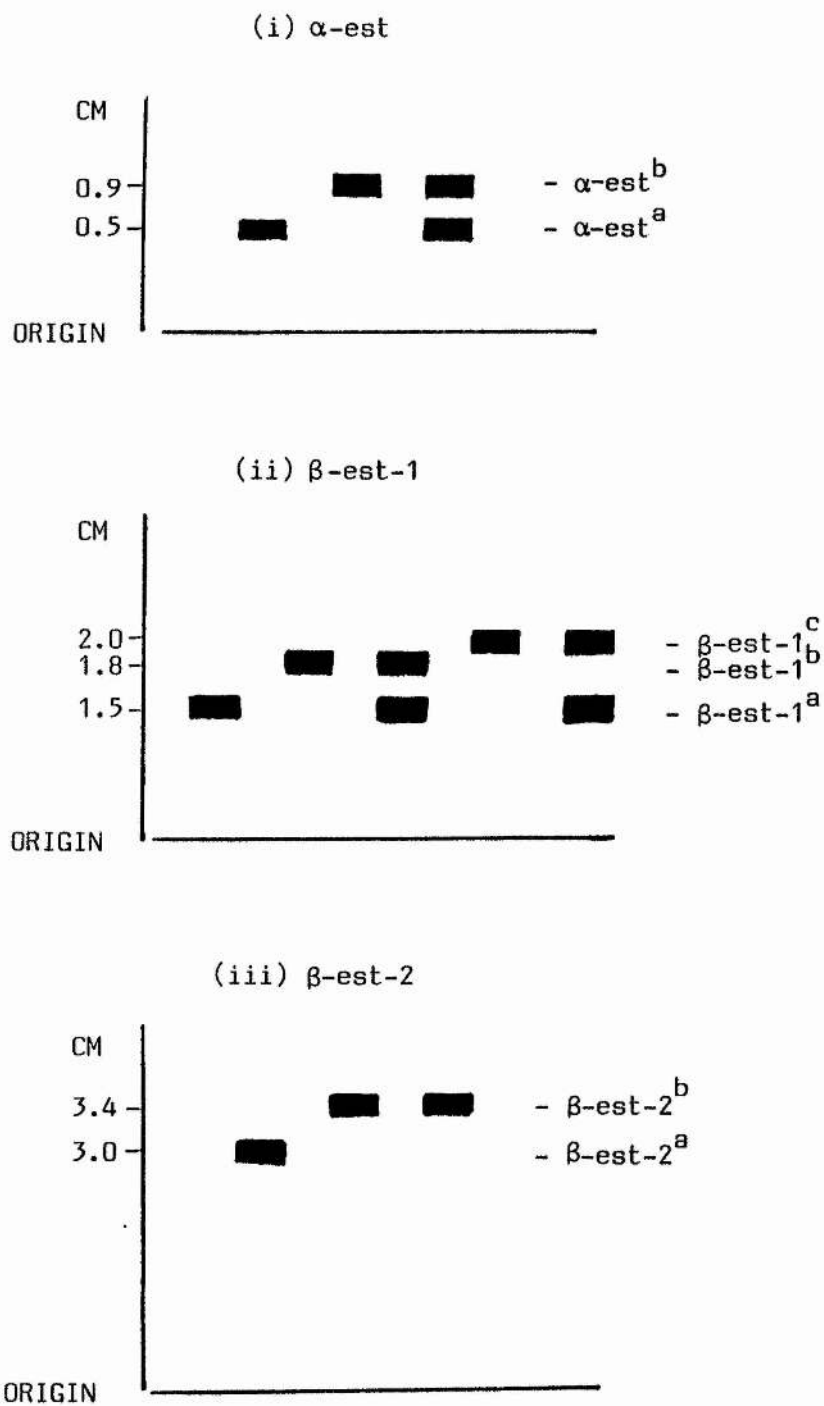 (i) α-est
CM
0.9
- α-est^b
0.5
- α-est^a
ORIGIN
(ii) β-est-1
CM
2.0
- β-est-1^c
1.8
- β-est-1^b
1.5
- β-est-1^a
ORIGIN
(iii) β-est-2
CM
3.4
- β-est-2^b
3.0
- β-est-2^a
ORIGIN